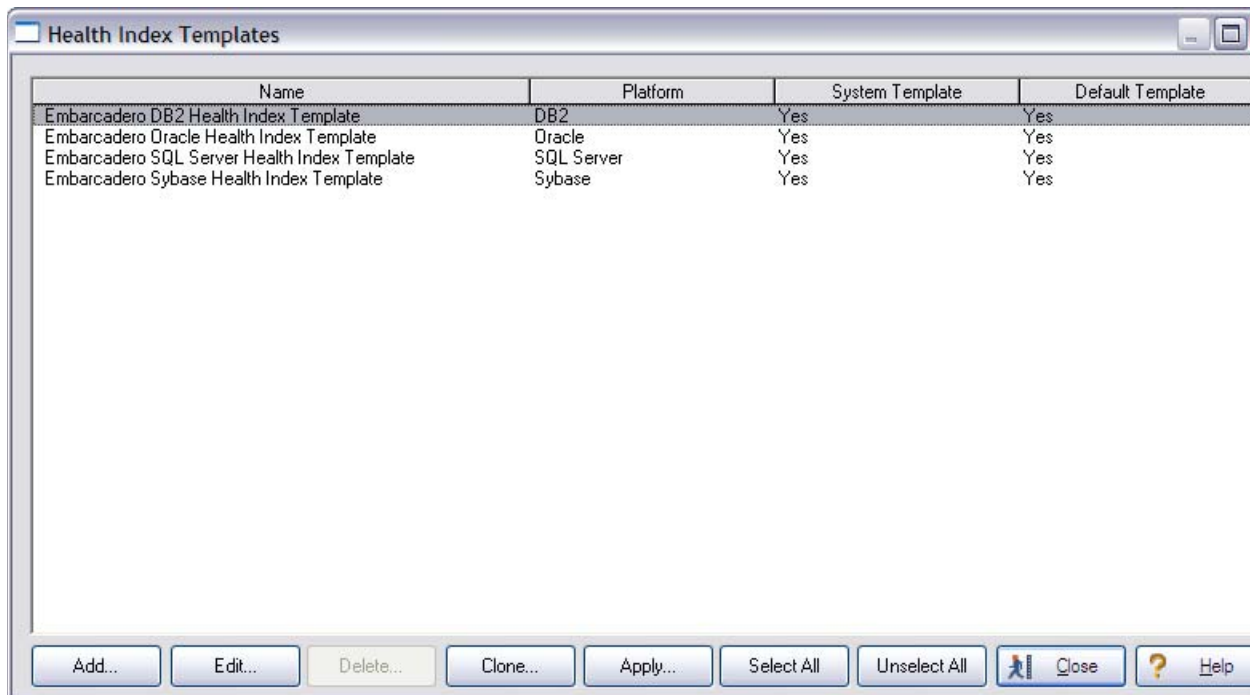 Health Index Templates
Name Platform System Template Default Template
Embarcadero DB2 Health Index Template DB2 Yes Yes
Embarcadero Oracle Health Index Template Oracle Yes Yes
Embarcadero SQL Server Health Index Template SQL Server Yes Yes
Embarcadero Sybase Health Index Template Sybase Yes Yes
Add... Edit... Delete... Clone... Apply... Select All Unselect All Close ? Help